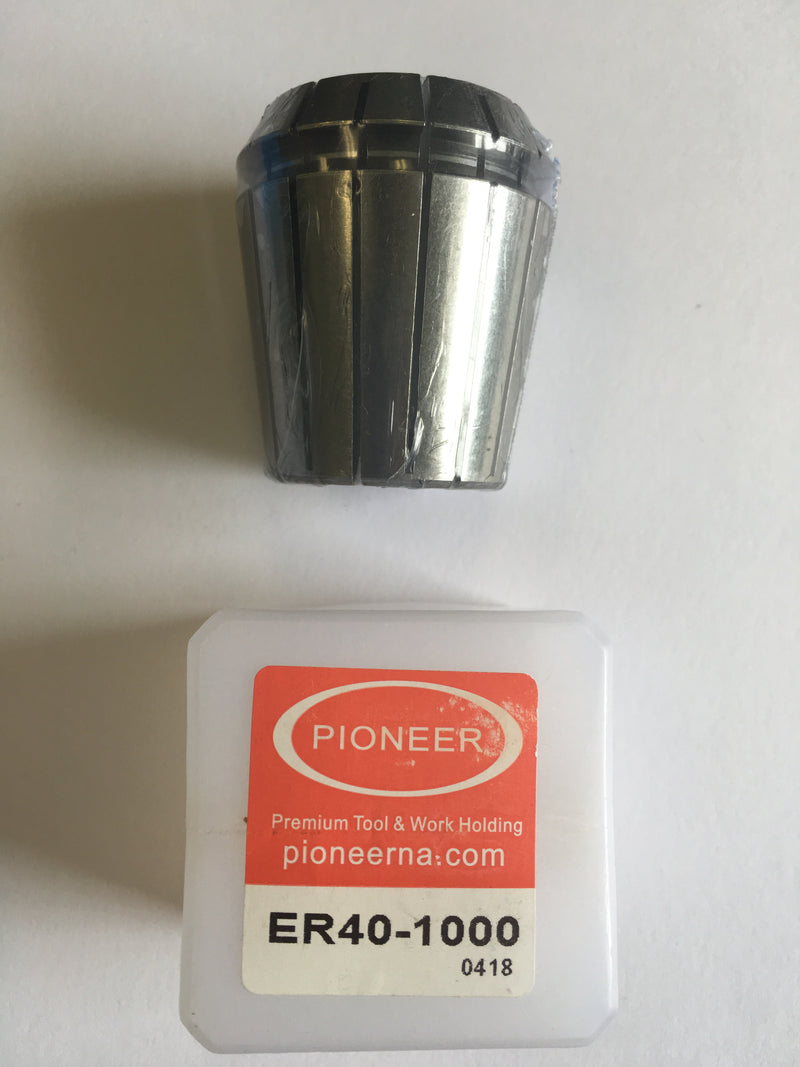 PIONEER
Premium Tool & Work Holding
pioneerna.com
ER40-1000
0418